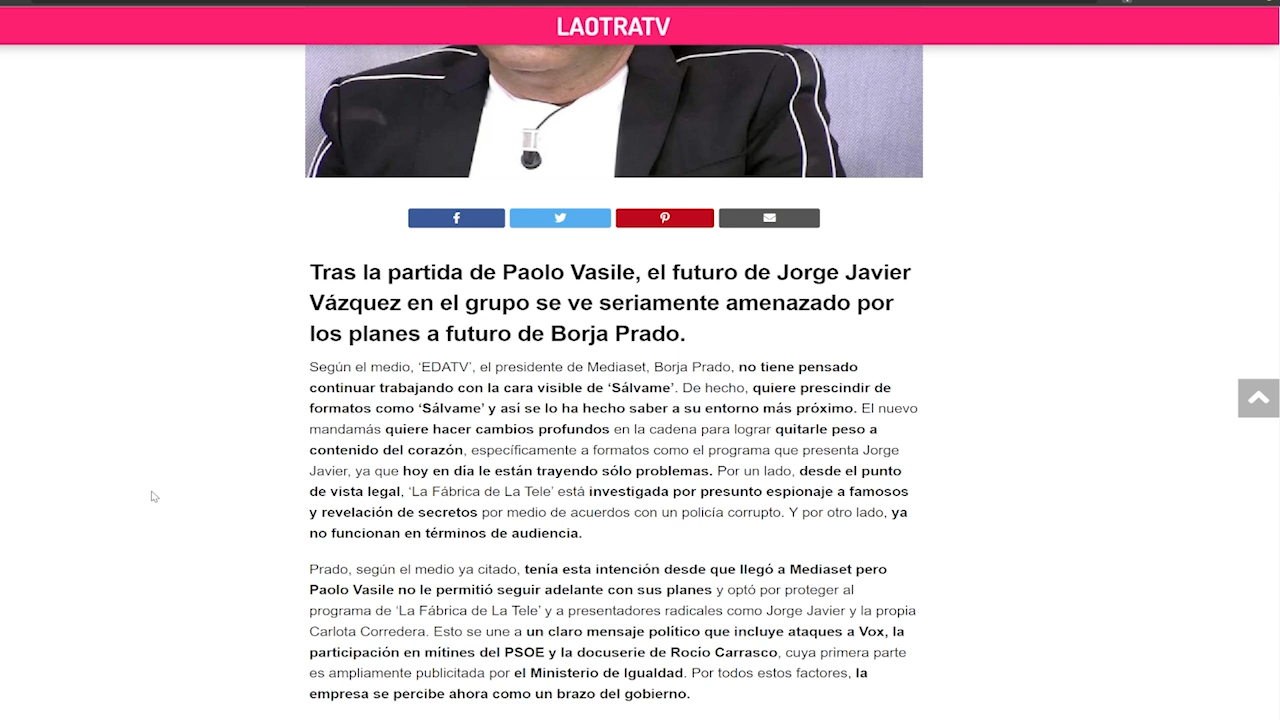 LAOTRATV
Tras la partida de Paolo Vasile, el futuro de Jorge Javier
Vázquez en el grupo se ve seriamente amenazado por
los planes a futuro de Borja Prado.
Según el medio, ‘EDATV’, el presidente de Mediaset, Borja Prado, no tiene pensado
continuar trabajando con la cara visible de ‘Sálvame’. De hecho, quiere prescindir de
formatos como ‘Sálvame’ y así se lo ha hecho saber a su entorno más próximo. El nuevo
mandamás quiere hacer cambios profundos en la cadena para lograr quitarle peso a
contenido del corazón, específicamente a formatos como el programa que presenta Jorge
Javier, ya que hoy en día le están trayendo sólo problemas. Por un lado, desde el punto
de vista legal, ‘La Fábrica de La Tele’ está investigada por presunto espionaje a famosos
y revelación de secretos por medio de acuerdos con un policía corrupto. Y por otro lado, ya
no funcionan en términos de audiencia.
Prado, según el medio ya citado, tenía esta intención desde que llegó a Mediaset pero
Paolo Vasile no le permitió seguir adelante con sus planes y optó por proteger al
programa de ‘La Fábrica de La Tele’ y a presentadores radicales como Jorge Javier y la propia
Carlota Corredera. Esto se une a un claro mensaje político que incluye ataques a Vox, la
participación en mítines del PSOE y la docuserie de Rocío Carrasco, cuya primera parte
es ampliamente publicitada por el Ministerio de Igualdad. Por todos estos factores, la
empresa se percibe ahora como un brazo del gobierno.